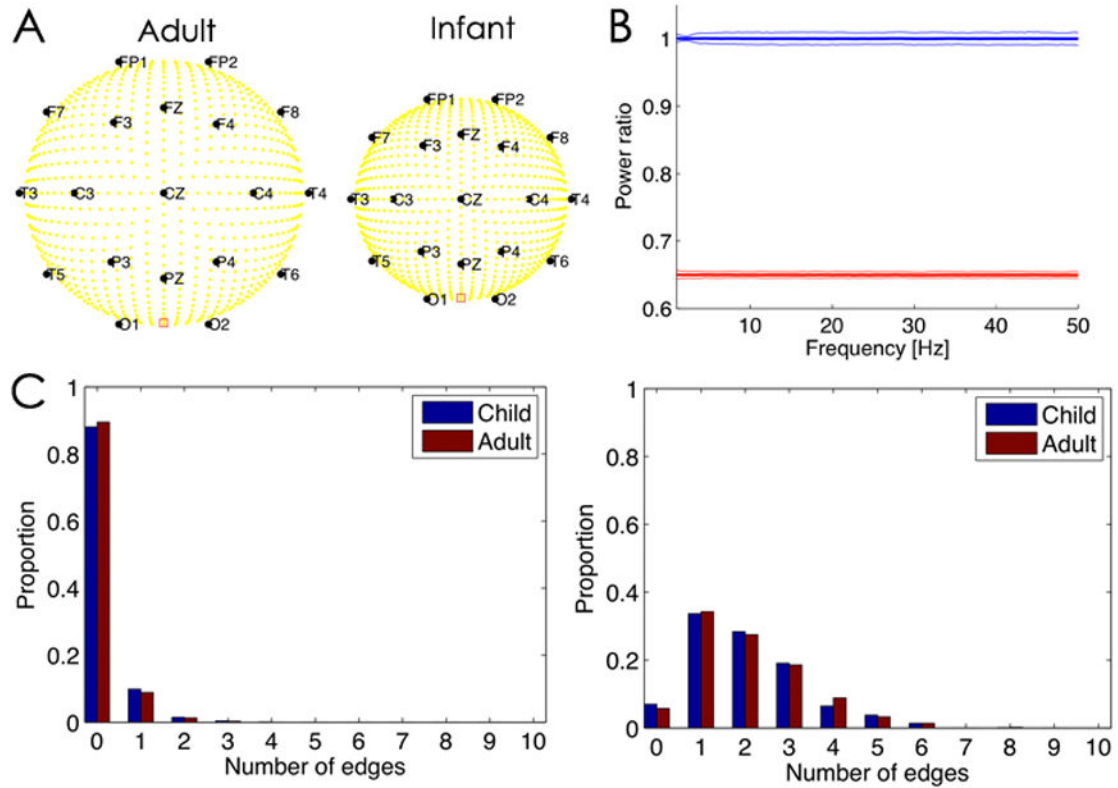 A
Adult
Infant
FP1 FP2
F7 F8
FZ
F3 F4
T3 C3 CZ C4 T4
P3 P4
T5 PZ T6
O1 O2
FP1 FP2
F7 FZ F8
F3 F4
T3 C3 CZ C4 T4
P3 P4
T5 PZ T6
O1 O2
B
Power ratio
1
0.9
0.8
0.7
0.6
10 20 30 40 50
Frequency [Hz]
C
Proportion
1
0.8
0.6
0.4
0.2
0
Child
Adult
0 1 2 3 4 5 6 7 8 9 10
Number of edges
Proportion
1
0.8
0.6
0.4
0.2
0
Child
Adult
0 1 2 3 4 5 6 7 8 9 10
Number of edges